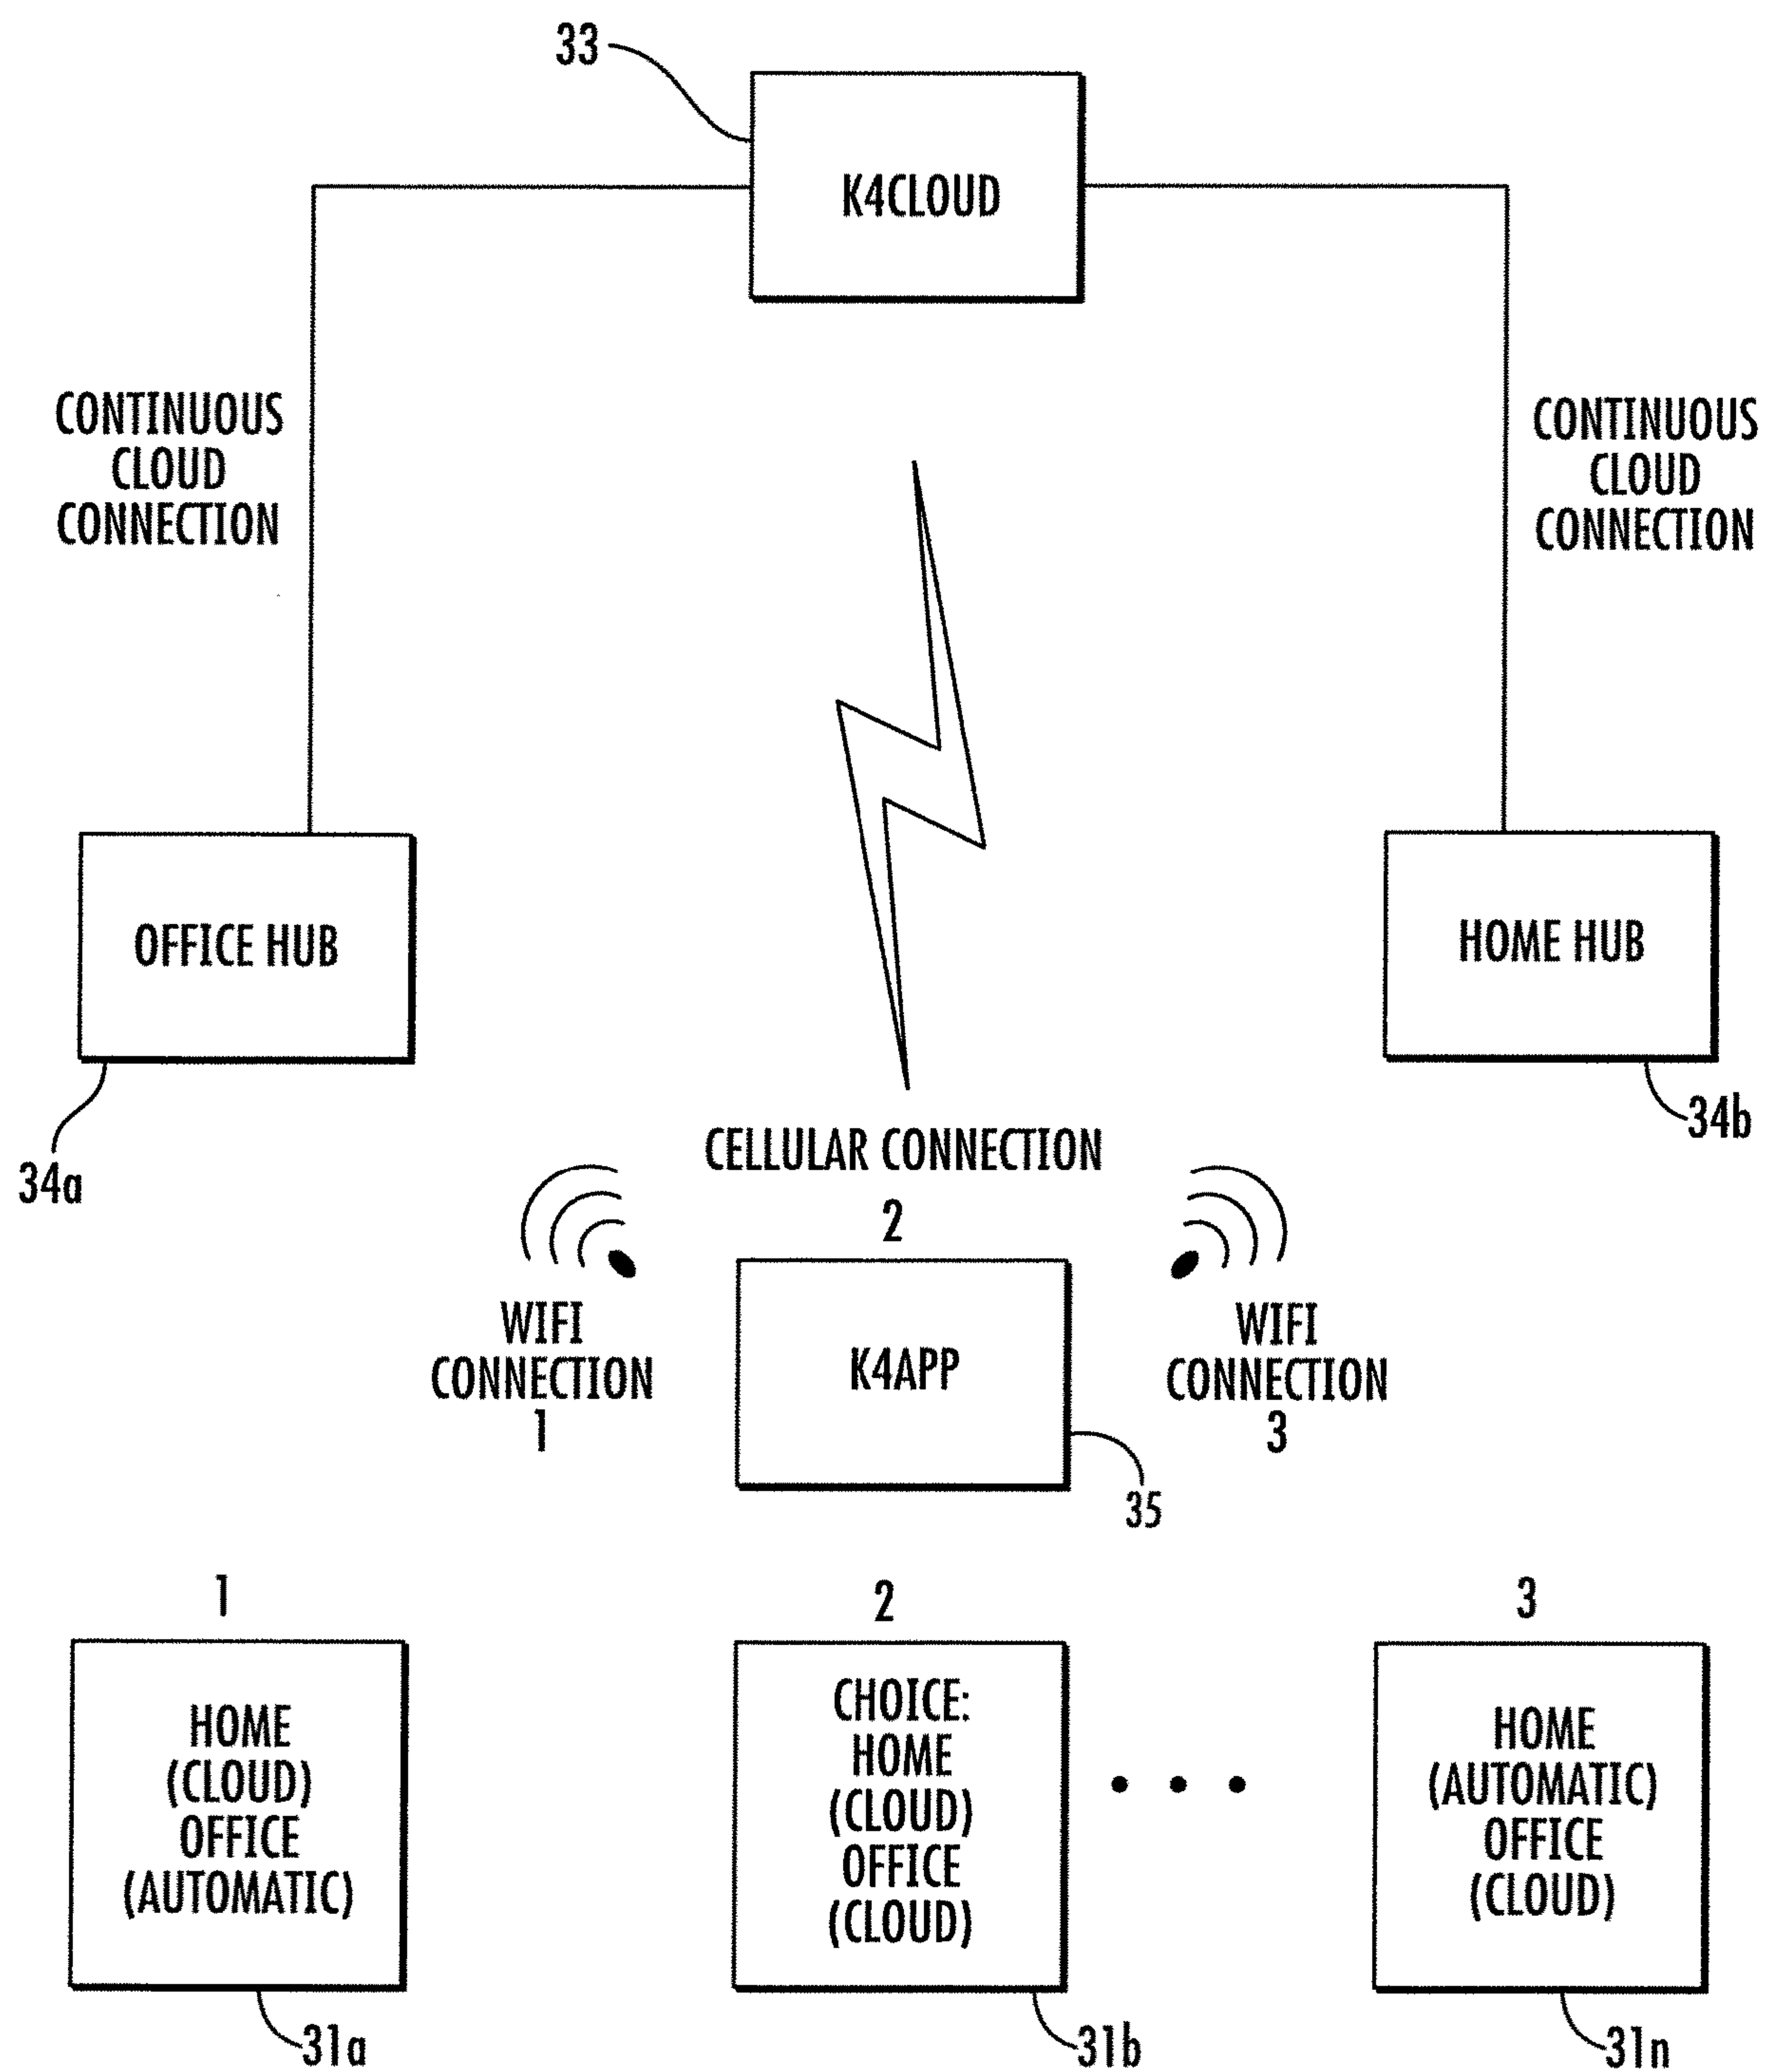 33
K4CLOUD
CONTINUOUS
CLOUD
CONNECTION
CONTINUOUS
CLOUD
CONNECTION
OFFICE HUB
HOME HUB
34a
34b
CELLULAR CONNECTION
2
WIFI
CONNECTION
1
K4APP
WIFI
CONNECTION
3
35
1
HOME
(CLOUD)
OFFICE
(AUTOMATIC)
31a
2
CHOICE:
HOME
(CLOUD)
OFFICE
(CLOUD)
31b
3
HOME
(AUTOMATIC)
OFFICE
(CLOUD)
31n